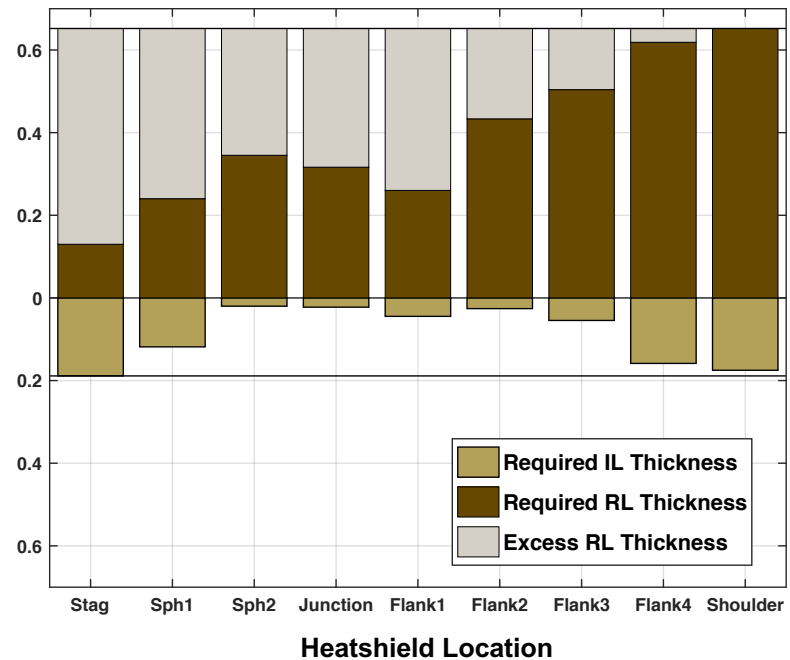 0.6
0.4
0.2
0
0.2
0.4
0.6
Required IL Thickness
Required RL Thickness
Excess RL Thickness
Stag Sph1 Sph2 Junction Flank1 Flank2 Flank3 Flank4 Shoulder
Heatshield Location